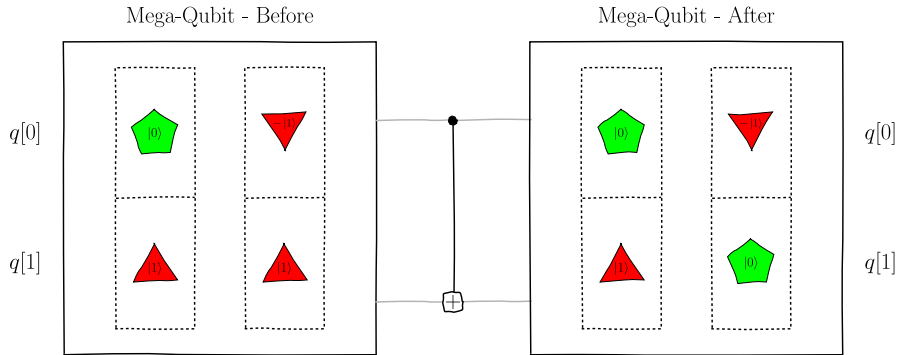 Mega-Qubit - Before
Mega-Qubit - After
q[0]
|0⟩
−|1⟩
|0⟩
−|1⟩
q[0]
q[1]
|1⟩
|1⟩
|1⟩
|0⟩
q[1]